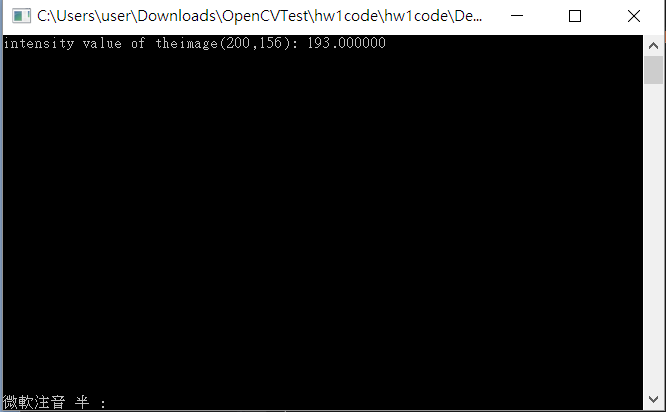 C:\Users\user\Downloads\OpenCVTest\hw1code\hw1code\De...
intensity value of theimage(200,156): 193.000000
微軟注音 半 :